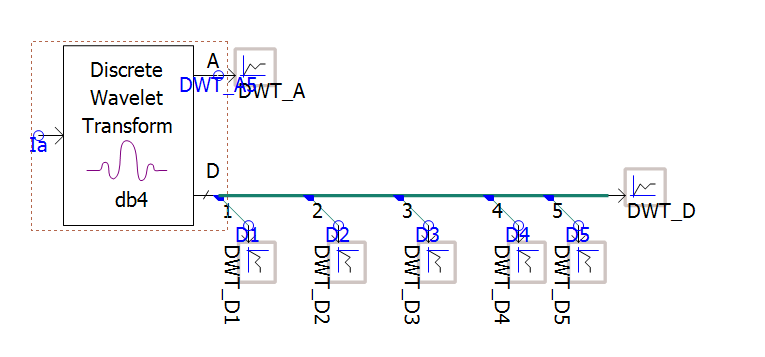 Discrete
Wavelet
Transform
db4
Ia
A
DWT_A5
DWT_A
D
DWT_D
1
2
3
4
5
D1
D2
D3
D4
D5
DWT_D1
DWT_D2
DWT_D3
DWT_D4
DWT_D5